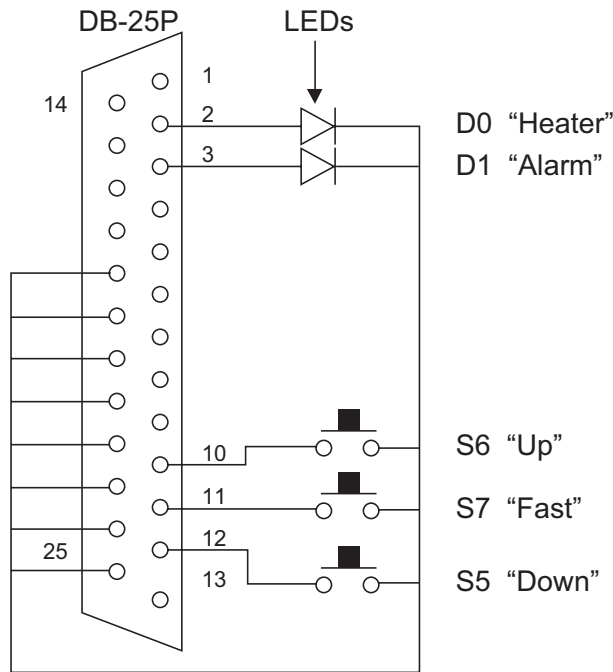 DB-25P
LEDs
1
14
2
D0 “Heater”
3
D1 “Alarm”
10
S6 “Up”
11
S7 “Fast”
12
25
13
S5 “Down”